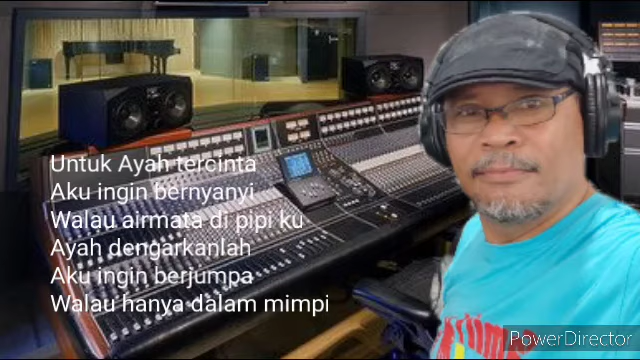 Untuk Ayah tercinta
Aku ingin bernyanyi
Walau airmata di pipi ku
Ayah dengarkanlah
Aku ingin berjumpa
Walau hanya dalam mimpi
PowerDirector